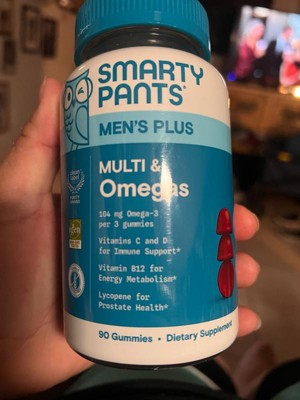 SMARTY
PANTS®
MEN'S PLUS
MULTI &
Omegas
104 mg Omega-3
per 3 gummies
Vitamins C and D
for Immune Support*
Vitamin B12 for
Energy Metabolism*
Lycopene for
Prostate Health*
90 Gummies • Dietary Supplement